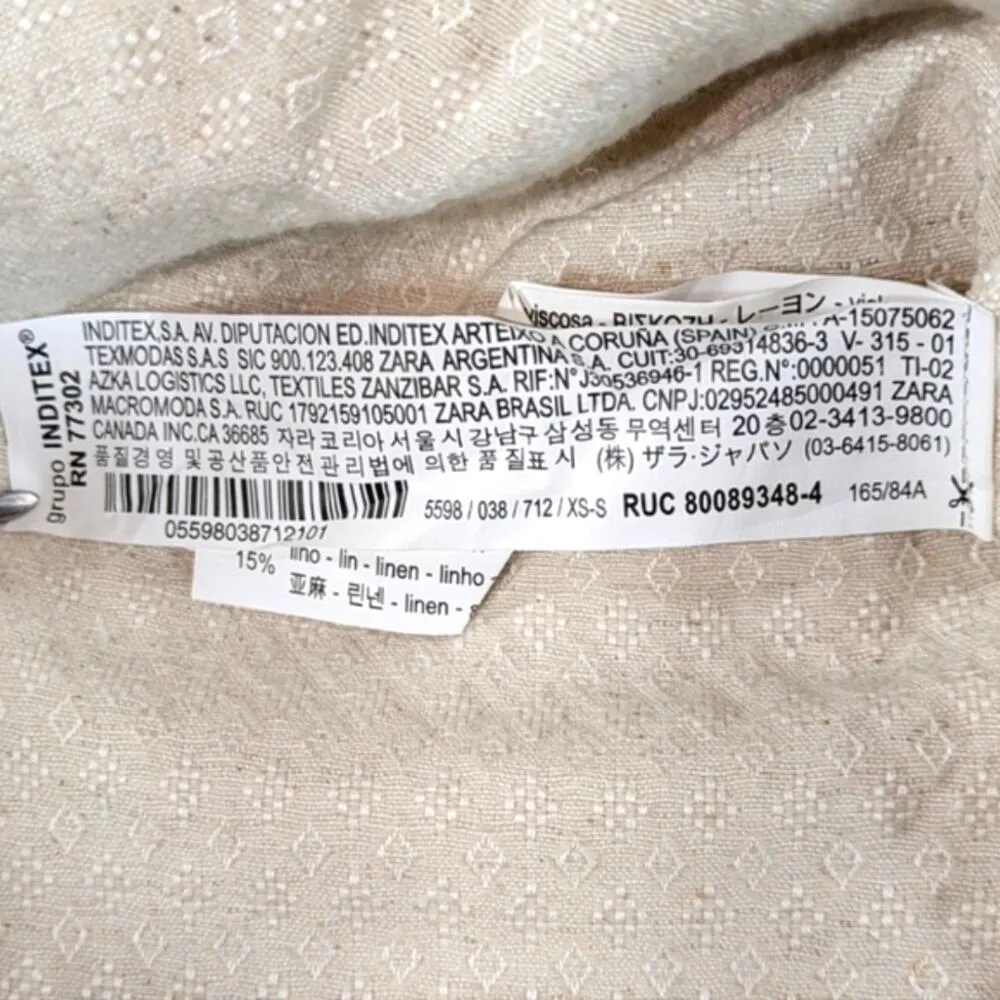 viscosa - レーヨン -
grupo INDITEX®
RN 77302
INDITEX,S.A. AV. DIPUTACION ED.INDITEX ARTEIXO A CORUÑA (SPAIN) A-15075062
TEXMODAS S.A.S SIC 900.123.408 ZARA ARGENTINA S.A. CUIT:30-69314836-3 V- 315 - 01
AZKA LOGISTICS LLC, TEXTILES ZANZIBAR S.A. RIF:N°J30536946-1 REG.N°:0000051 TI-02
MACROMODA S.A. RUC 1792159105001 ZARA BRASIL LTDA. CNPJ:02952485000491 ZARA
CANADA INC.CA 36685 자라코리아 서울시 강남구 삼성동 무역센터 20층02-3413-9800
품질경영 및공산품안전관리법에 의한 품질표시 (株) ザラ·ジャパン (03-6415-8061)
05598038712101
5598 / 038 / 712 / XS-S RUC 80089348-4 165/84A
15% lino - lin - linen - linho -
亚麻 - 린넨 - linen -